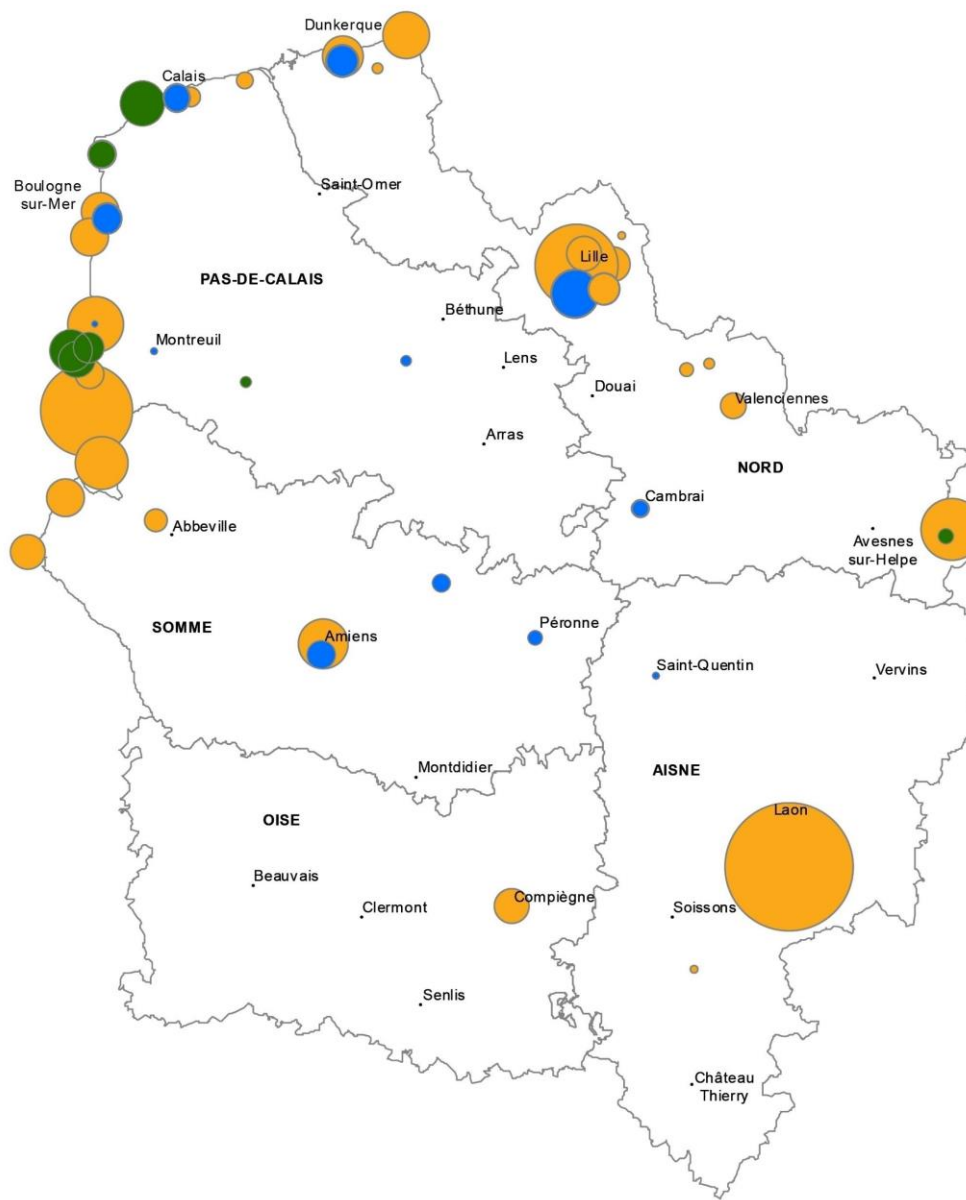 Dunkerque
Calais
Saint-Omer
Boulogne
sur-Mer
Lille
PAS-DE-CALAIS
Béthune
Montreuil
Lens
Douai
Valenciennes
Arras
NORD
Cambrai
Abbeville
Avesnes
sur-Helpe
SOMME
Amiens
Péronne
Saint-Quentin
Vervins
Montdidier
AISNE
OISE
Laon
Beauvais
Compiègne
Clermont
Soissons
Senlis
Château
Thierry